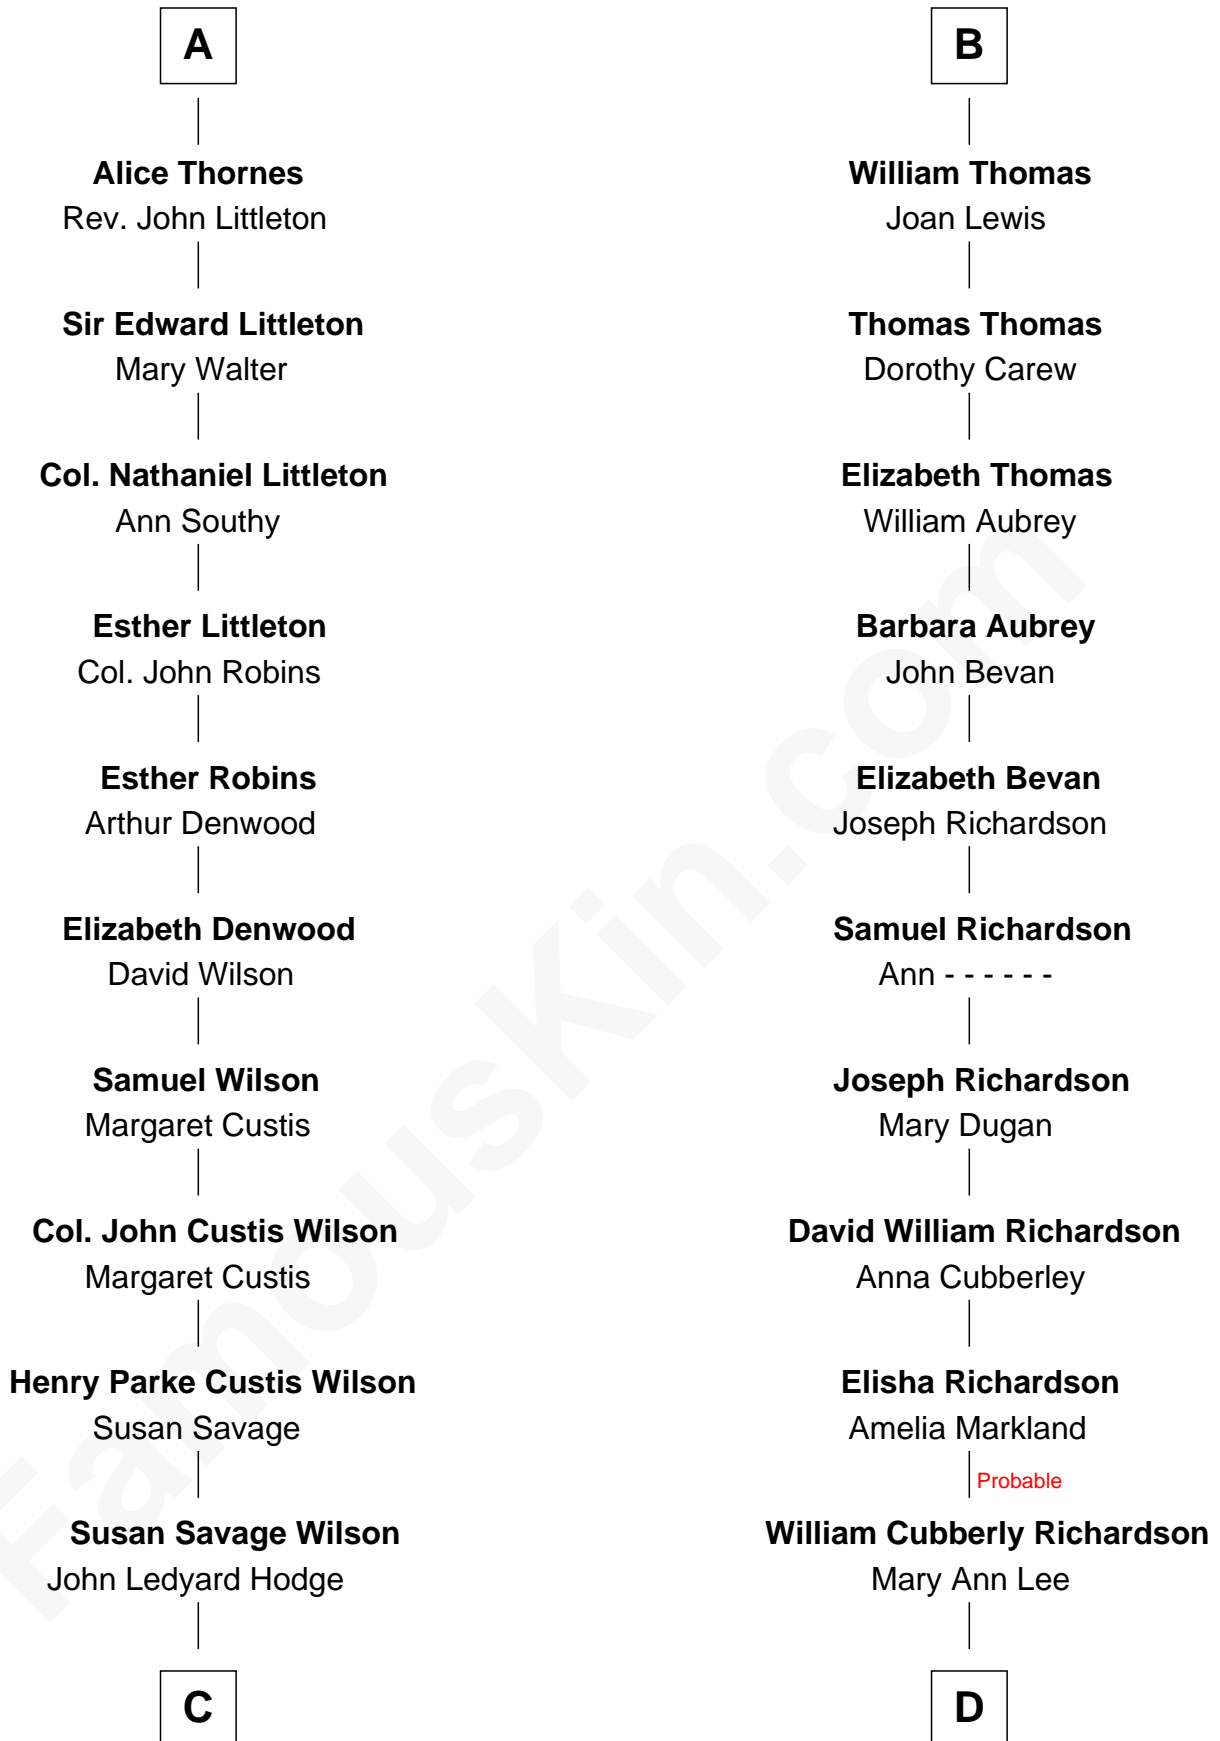 A
Alice Thornes
Rev. John Littleton
Sir Edward Littleton
Mary Walter
Col. Nathaniel Littleton
Ann Southy
Esther Littleton
Col. John Robins
Esther Robins
Arthur Denwood
Elizabeth Denwood
David Wilson
Samuel Wilson
Margaret Custis
Col. John Custis Wilson
Margaret Custis
Henry Parke Custis Wilson
Susan Savage
Susan Savage Wilson
John Ledyard Hodge
C
B
William Thomas
Joan Lewis
Thomas Thomas
Dorothy Carew
Elizabeth Thomas
William Aubrey
Barbara Aubrey
John Bevan
Elizabeth Bevan
Joseph Richardson
Samuel Richardson
Ann - - - - - -
Joseph Richardson
Mary Dugan
David William Richardson
Anna Cubberley
Elisha Richardson
Amelia Markland
Probable
William Cubberly Richardson
Mary Ann Lee
D
FamousKin.com